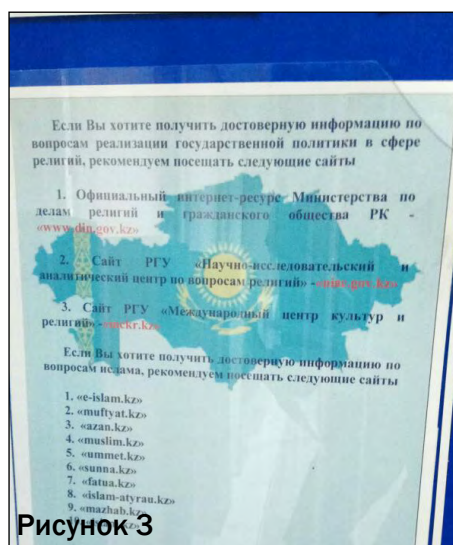 Если Вы хотите получить достоверную информацию по
вопросам реализации государственной политики в сфере
религий, рекомендуем посещать следующие сайты
1. Официальный интернет-ресурс Министерства по
делам религий и гражданского общества РК -
«www.din.gov.kz»
2. Сайт РГУ «Научно-исследовательский и
аналитический центр по вопросам религий» -
3. Сайт РГУ «Международный центр культур и
религий» -
Если Вы хотите получить достоверную информацию по
вопросам ислама, рекомендуем посещать следующие сайты
1. «e-islam.kz»
2. «muftyat.kz»
3. «azan.kz»
4. «muslim.kz»
5. «ummet.kz»
6. «sunna.kz»
7. «fatua.kz»
8. «islam-atyrau.kz»
9. «mazhab.kz»
Рисунок 3